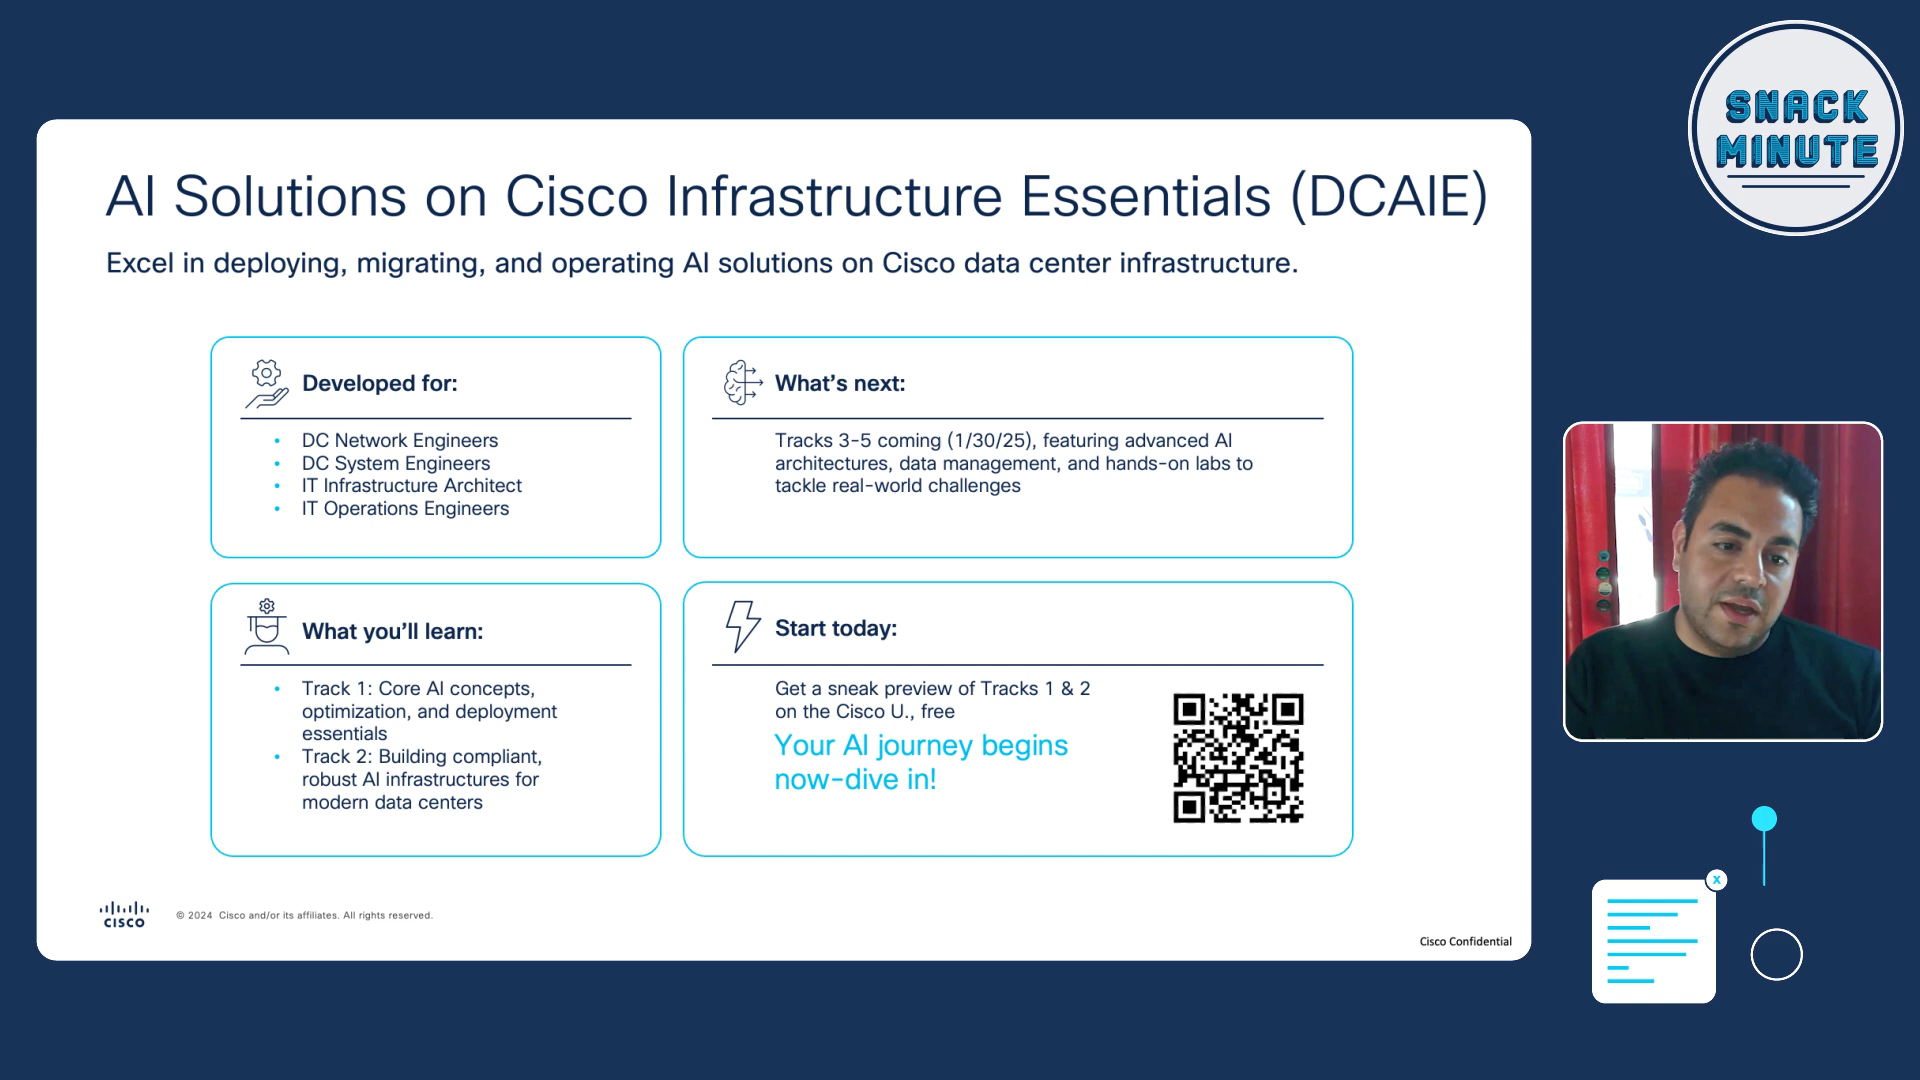 SNACK
MINUTE
AI Solutions on Cisco Infrastructure Essentials (DCAIE)
Excel in deploying, migrating, and operating AI solutions on Cisco data center infrastructure.
Developed for:
• DC Network Engineers
• DC System Engineers
• IT Infrastructure Architect
• IT Operations Engineers
What's next:
Tracks 3-5 coming (1/30/25), featuring advanced AI
architectures, data management, and hands-on labs to
tackle real-world challenges
What you'll learn:
• Track 1: Core AI concepts,
optimization, and deployment
essentials
• Track 2: Building compliant,
robust AI infrastructures for
modern data centers
Start today:
Get a sneak preview of Tracks 1 & 2
on the Cisco U., free
Your AI journey begins
now-dive in!
CISCO
© 2024 Cisco and/or its affiliates. All rights reserved.
Cisco Confidential
x